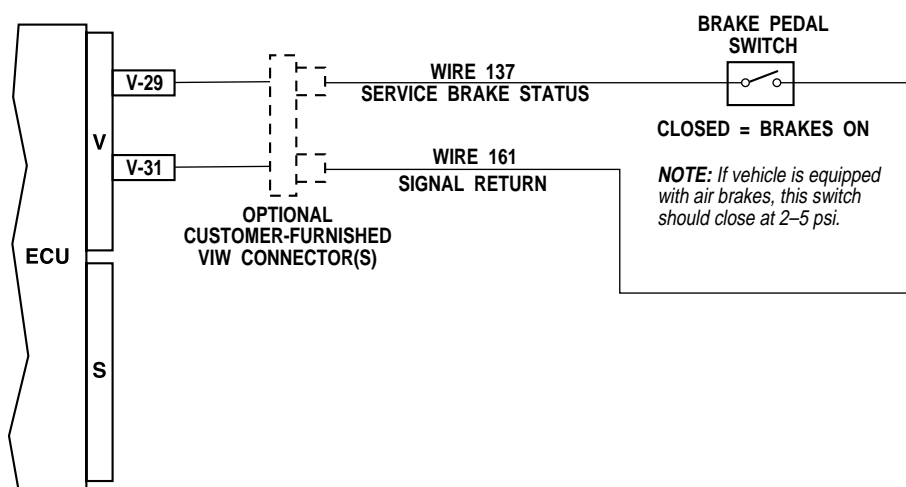 BRAKE PEDAL
SWITCH
V-29
WIRE 137
SERVICE BRAKE STATUS
CLOSED = BRAKES ON
V
V-31
WIRE 161
SIGNAL RETURN
NOTE: If vehicle is equipped
with air brakes, this switch
should close at 2–5 psi.
OPTIONAL
CUSTOMER-FURNISHED
VIW CONNECTOR(S)
ECU
S